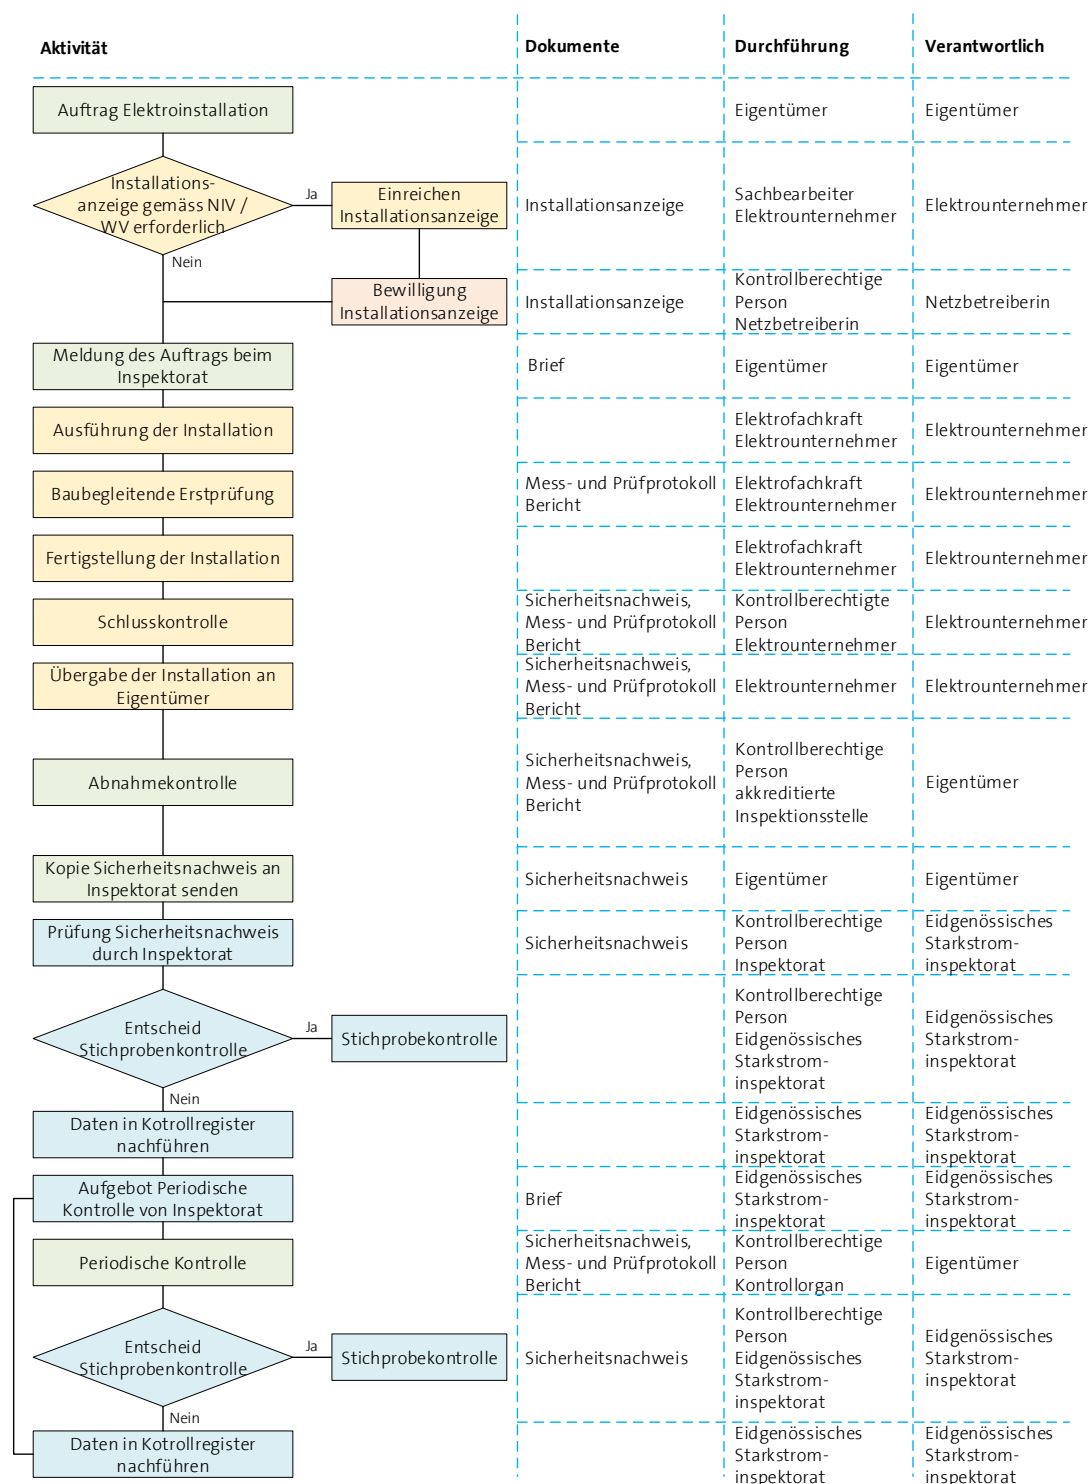 Aktivität
Dokumente
Durchführung
Verantwortlich
Auftrag Elektroinstallation
Eigentümer
Eigentümer
Installations-
anzeige gemäss NIV /
WV erforderlich
Ja
Nein
Einreichen
Installationsanzeige
Installationsanzeige
Sachbearbeiter
Elektrounternehmer
Elektrounternehmer
Bewilligung
Installationsanzeige
Installationsanzeige
Kontrollberechtige
Person
Netzbetreiberin
Netzbetreiberin
Meldung des Auftrags beim
Inspektorat
Brief
Eigentümer
Eigentümer
Ausführung der Installation
Elektrofachkraft
Elektrounternehmer
Elektrounternehmer
Baubegleitende Erstprüfung
Mess- und Prüfprotokoll
Bericht
Elektrofachkraft
Elektrounternehmer
Elektrounternehmer
Fertigstellung der Installation
Elektrofachkraft
Elektrounternehmer
Elektrounternehmer
Schlusskontrolle
Sicherheitsnachweis,
Mess- und Prüfprotokoll
Bericht
Kontrollberechtigte
Person
Elektrounternehmer
Elektrounternehmer
Übergabe der Installation an
Eigentümer
Sicherheitsnachweis,
Mess- und Prüfprotokoll
Bericht
Elektrounternehmer
Elektrounternehmer
Abnahmekontrolle
Sicherheitsnachweis,
Mess- und Prüfprotokoll
Bericht
Kontrollberechtige
Person
akkreditierte
Inspektionsstelle
Eigentümer
Kopie Sicherheitsnachweis an
Inspektorat senden
Sicherheitsnachweis
Eigentümer
Eigentümer
Prüfung Sicherheitsnachweis
durch Inspektorat
Sicherheitsnachweis
Kontrollberechtige
Person
Inspektorat
Eidgenössisches
Starkstrom-
inspektorat
Entscheid
Stichprobenkontrolle
Ja
Nein
Stichprobekontrolle
Kontrollberechtige
Person
Eidgenössisches
Starkstrom-
inspektorat
Eidgenössisches
Starkstrom-
inspektorat
Daten in Kotrollregister
nachführen
Eidgenössisches
Starkstrom-
inspektorat
Eidgenössisches
Starkstrom-
inspektorat
Aufgebot Periodische
Kontrolle von Inspektorat
Brief
Eidgenössisches
Starkstrom-
inspektorat
Eidgenössisches
Starkstrom-
inspektorat
Periodische Kontrolle
Sicherheitsnachweis,
Mess- und Prüfprotokoll
Bericht
Kontrollberechtige
Person
Kontrollorgan
Eigentümer
Entscheid
Stichprobenkontrolle
Ja
Nein
Stichprobekontrolle
Sicherheitsnachweis
Kontrollberechtige
Person
Eidgenössisches
Starkstrom-
inspektorat
Eidgenössisches
Starkstrom-
inspektorat
Daten in Kotrollregister
nachführen
Eidgenössisches
Starkstrom-
inspektorat
Eidgenössisches
Starkstrom-
inspektorat